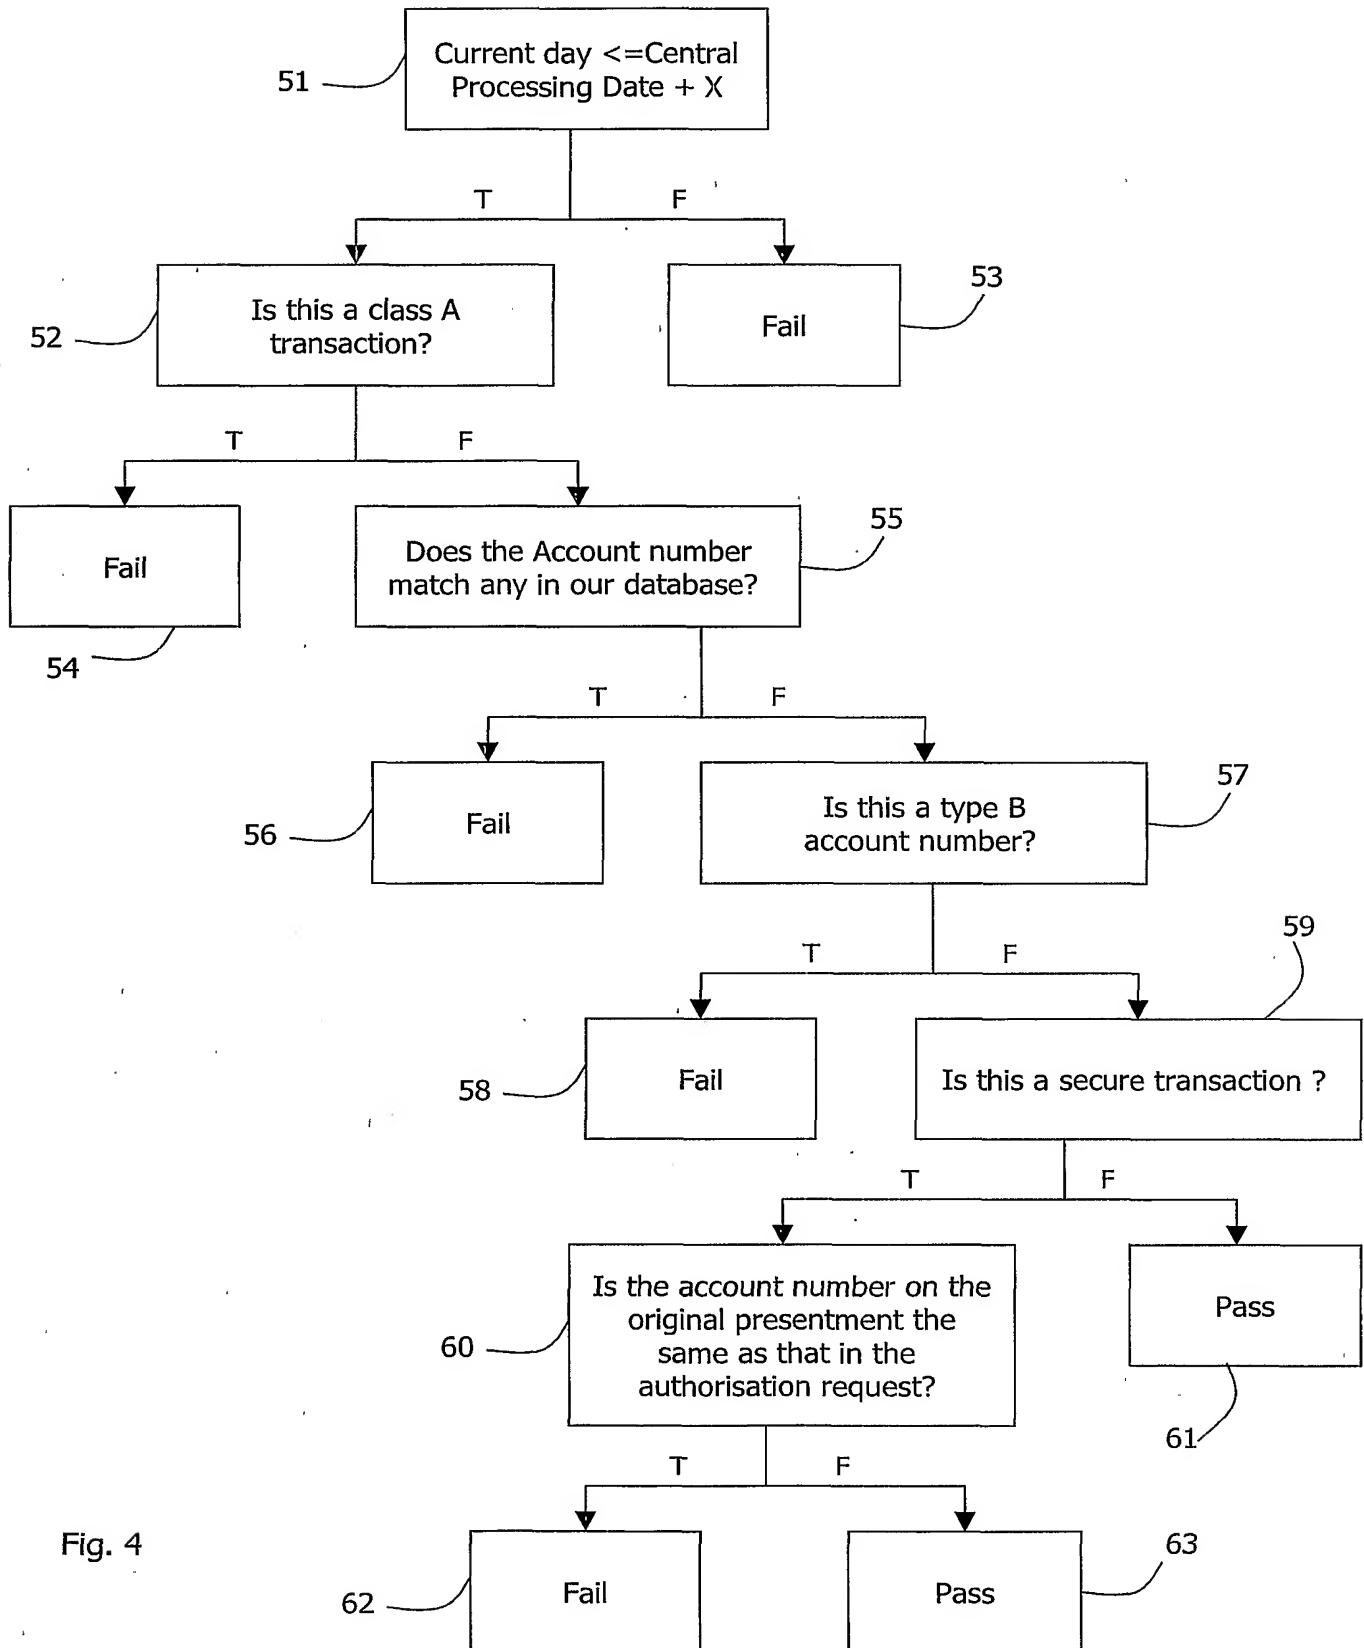 Current day <=Central
Processing Date + X
51
T
F
Is this a class A
transaction?
52
Fail
53
T
F
Fail
54
Does the Account number
match any in our database?
55
T
F
Fail
56
Is this a type B
account number?
57
T
F
Fail
58
Is this a secure transaction ?
59
T
F
Is the account number on the
original presentment the
same as that in the
authorisation request?
60
Pass
61
T
F
Fail
62
Pass
63
Fig. 4